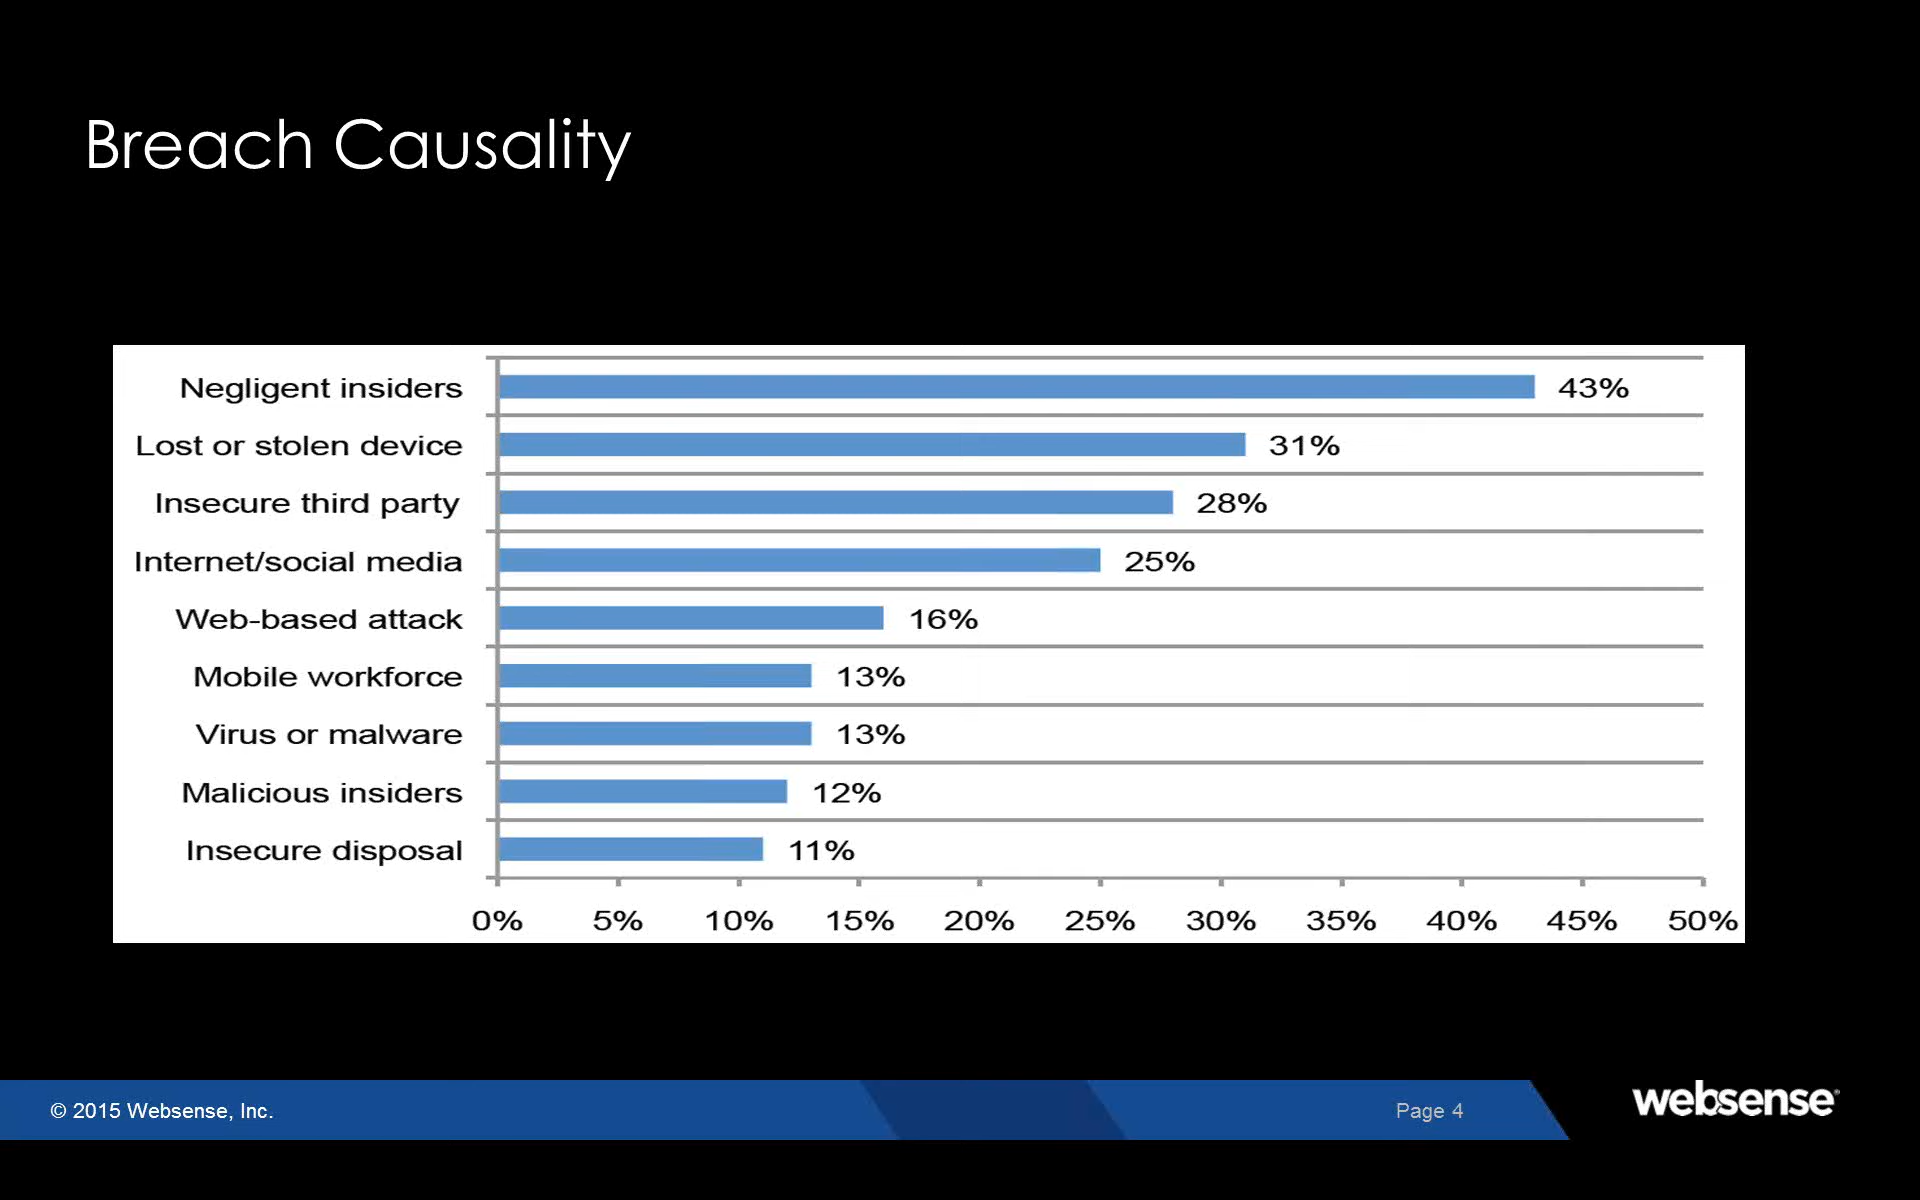 Breach Causality
Negligent insiders 43%
Lost or stolen device 31%
Insecure third party 28%
Internet/social media 25%
Web-based attack 16%
Mobile workforce 13%
Virus or malware 13%
Malicious insiders 12%
Insecure disposal 11%
0% 5% 10% 15% 20% 25% 30% 35% 40% 45% 50%
© 2015 Websense, Inc. Page 4 websense®